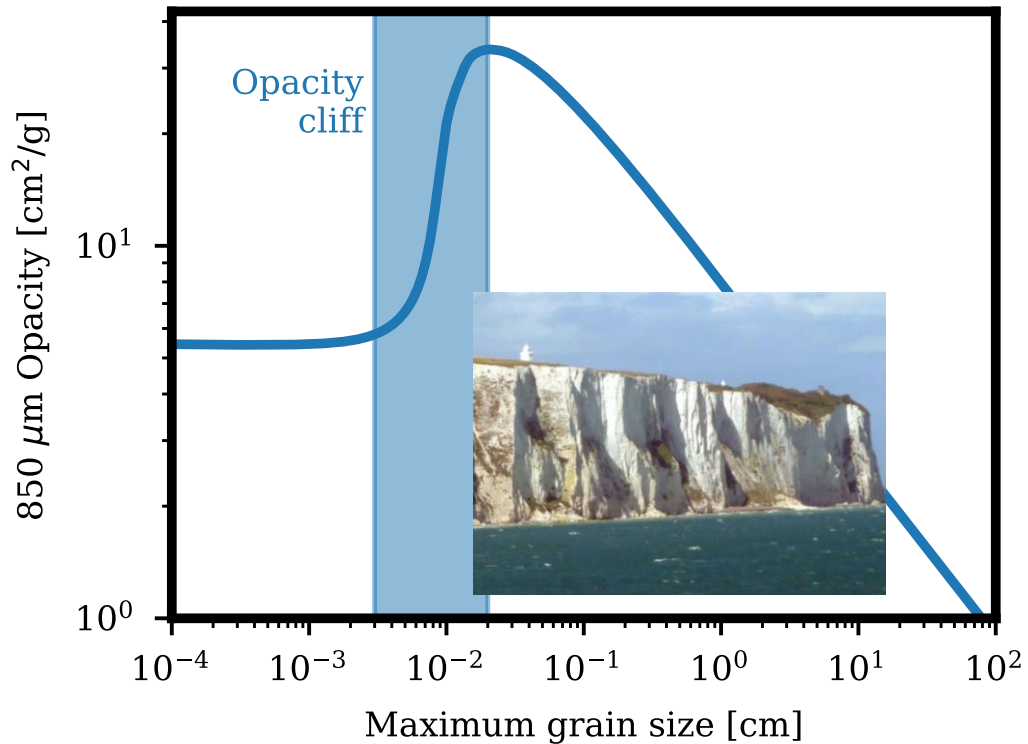 Opacity
cliff
850 μm Opacity [cm²/g]
10¹
10⁰
10⁻⁴ 10⁻³ 10⁻² 10⁻¹ 10⁰ 10¹ 10²
Maximum grain size [cm]